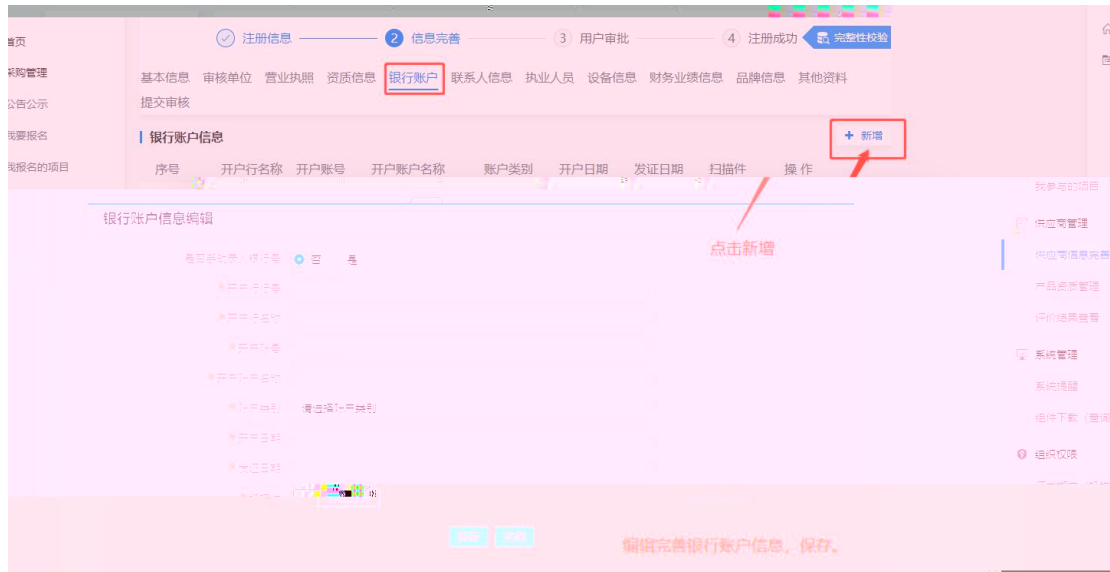 首页
注册信息 2 信息完善 3 用户审批 4 注册成功 完整性校验
采购管理
基本信息 审核单位 营业执照 资质信息 银行账户 联系人信息 执业人员 设备信息 财务业绩信息 品牌信息 其他资料
公告公示
提交审核
我要报名
银行账户信息
+ 新增
我报名的项目
序号 开户行名称 开户账号 开户账户名称 账户类别 开户日期 发证日期 扫描件 操作
我参与的项目
银行账户信息编辑
点击新增
供应商管理
否 是
供应商信息完善
*开户行行号
产品资质管理
*开户行名称
评价结果查看
*开户账号
系统管理
*开户账户名称
系统提醒
*账户类别 请选择账户类别
组件下载（查询
*开户日期
*发证日期
组织权限
编辑完善银行账户信息，保存。